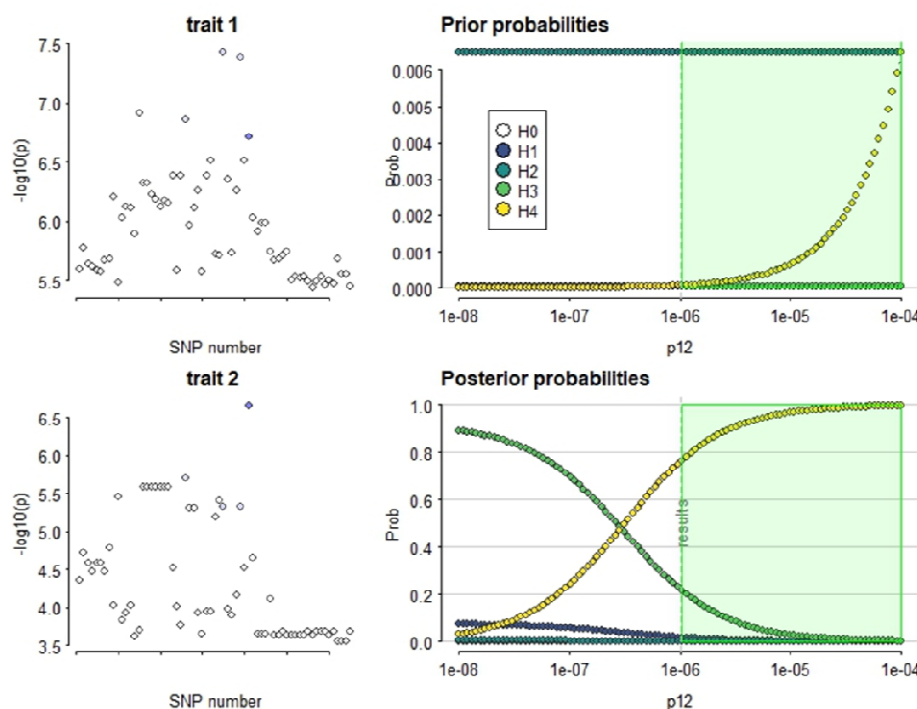 trait 1
7.5
7.0
6.5
6.0
5.5
-log10(p)
SNP number
Prior probabilities
0.006
0.005
0.004
0.003
0.002
0.001
0.000
Prob
H0
H1
H2
H3
H4
1e-08 1e-07 1e-06 1e-05 1e-04
p12
trait 2
6.5
6.0
5.5
5.0
4.5
4.0
3.5
-log10(p)
SNP number
Posterior probabilities
1.0
0.8
0.6
0.4
0.2
0.0
Prob
results
1e-08 1e-07 1e-06 1e-05 1e-04
p12